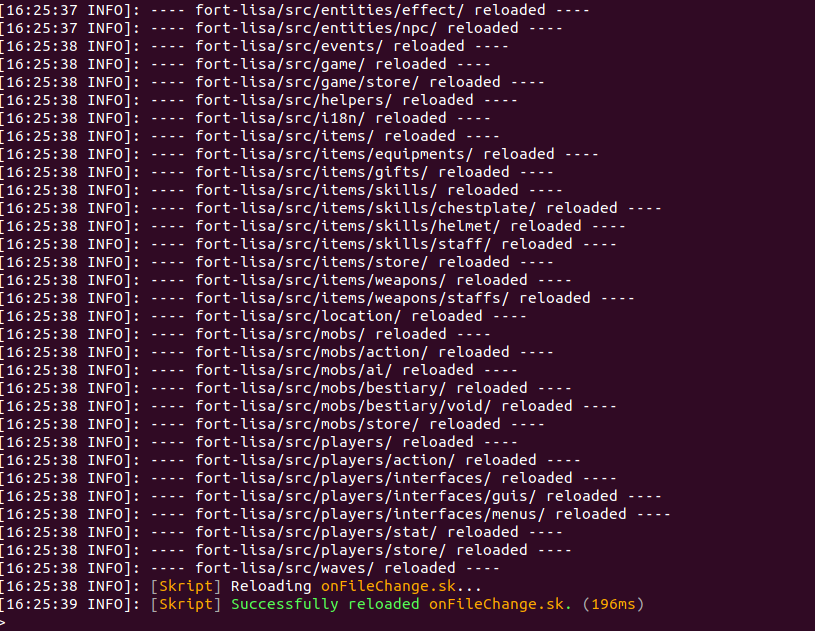 [16:25:37 INFO]: ---- fort-lisa/src/entities/effect/ reloaded ----
[16:25:37 INFO]: ---- fort-lisa/src/entities/npc/ reloaded ----
[16:25:38 INFO]: ---- fort-lisa/src/events/ reloaded ----
[16:25:38 INFO]: ---- fort-lisa/src/game/ reloaded ----
[16:25:38 INFO]: ---- fort-lisa/src/game/store/ reloaded ----
[16:25:38 INFO]: ---- fort-lisa/src/helpers/ reloaded ----
[16:25:38 INFO]: ---- fort-lisa/src/i18n/ reloaded ----
[16:25:38 INFO]: ---- fort-lisa/src/items/ reloaded ----
[16:25:38 INFO]: ---- fort-lisa/src/items/equipments/ reloaded ----
[16:25:38 INFO]: ---- fort-lisa/src/items/gifts/ reloaded ----
[16:25:38 INFO]: ---- fort-lisa/src/items/skills/ reloaded ----
[16:25:38 INFO]: ---- fort-lisa/src/items/skills/chestplate/ reloaded ----
[16:25:38 INFO]: ---- fort-lisa/src/items/skills/helmet/ reloaded ----
[16:25:38 INFO]: ---- fort-lisa/src/items/skills/staff/ reloaded ----
[16:25:38 INFO]: ---- fort-lisa/src/items/store/ reloaded ----
[16:25:38 INFO]: ---- fort-lisa/src/items/weapons/ reloaded ----
[16:25:38 INFO]: ---- fort-lisa/src/items/weapons/staffs/ reloaded ----
[16:25:38 INFO]: ---- fort-lisa/src/location/ reloaded ----
[16:25:38 INFO]: ---- fort-lisa/src/mobs/ reloaded ----
[16:25:38 INFO]: ---- fort-lisa/src/mobs/action/ reloaded ----
[16:25:38 INFO]: ---- fort-lisa/src/mobs/ai/ reloaded ----
[16:25:38 INFO]: ---- fort-lisa/src/mobs/bestiary/ reloaded ----
[16:25:38 INFO]: ---- fort-lisa/src/mobs/bestiary/void/ reloaded ----
[16:25:38 INFO]: ---- fort-lisa/src/mobs/store/ reloaded ----
[16:25:38 INFO]: ---- fort-lisa/src/players/ reloaded ----
[16:25:38 INFO]: ---- fort-lisa/src/players/action/ reloaded ----
[16:25:38 INFO]: ---- fort-lisa/src/players/interfaces/ reloaded ----
[16:25:38 INFO]: ---- fort-lisa/src/players/interfaces/guis/ reloaded ----
[16:25:38 INFO]: ---- fort-lisa/src/players/interfaces/menus/ reloaded ----
[16:25:38 INFO]: ---- fort-lisa/src/players/stat/ reloaded ----
[16:25:38 INFO]: ---- fort-lisa/src/players/store/ reloaded ----
[16:25:38 INFO]: ---- fort-lisa/src/waves/ reloaded ----
[16:25:38 INFO]: [Skript] Reloading onFileChange.sk...
[16:25:39 INFO]: [Skript] Successfully reloaded onFileChange.sk. (196ms)
>